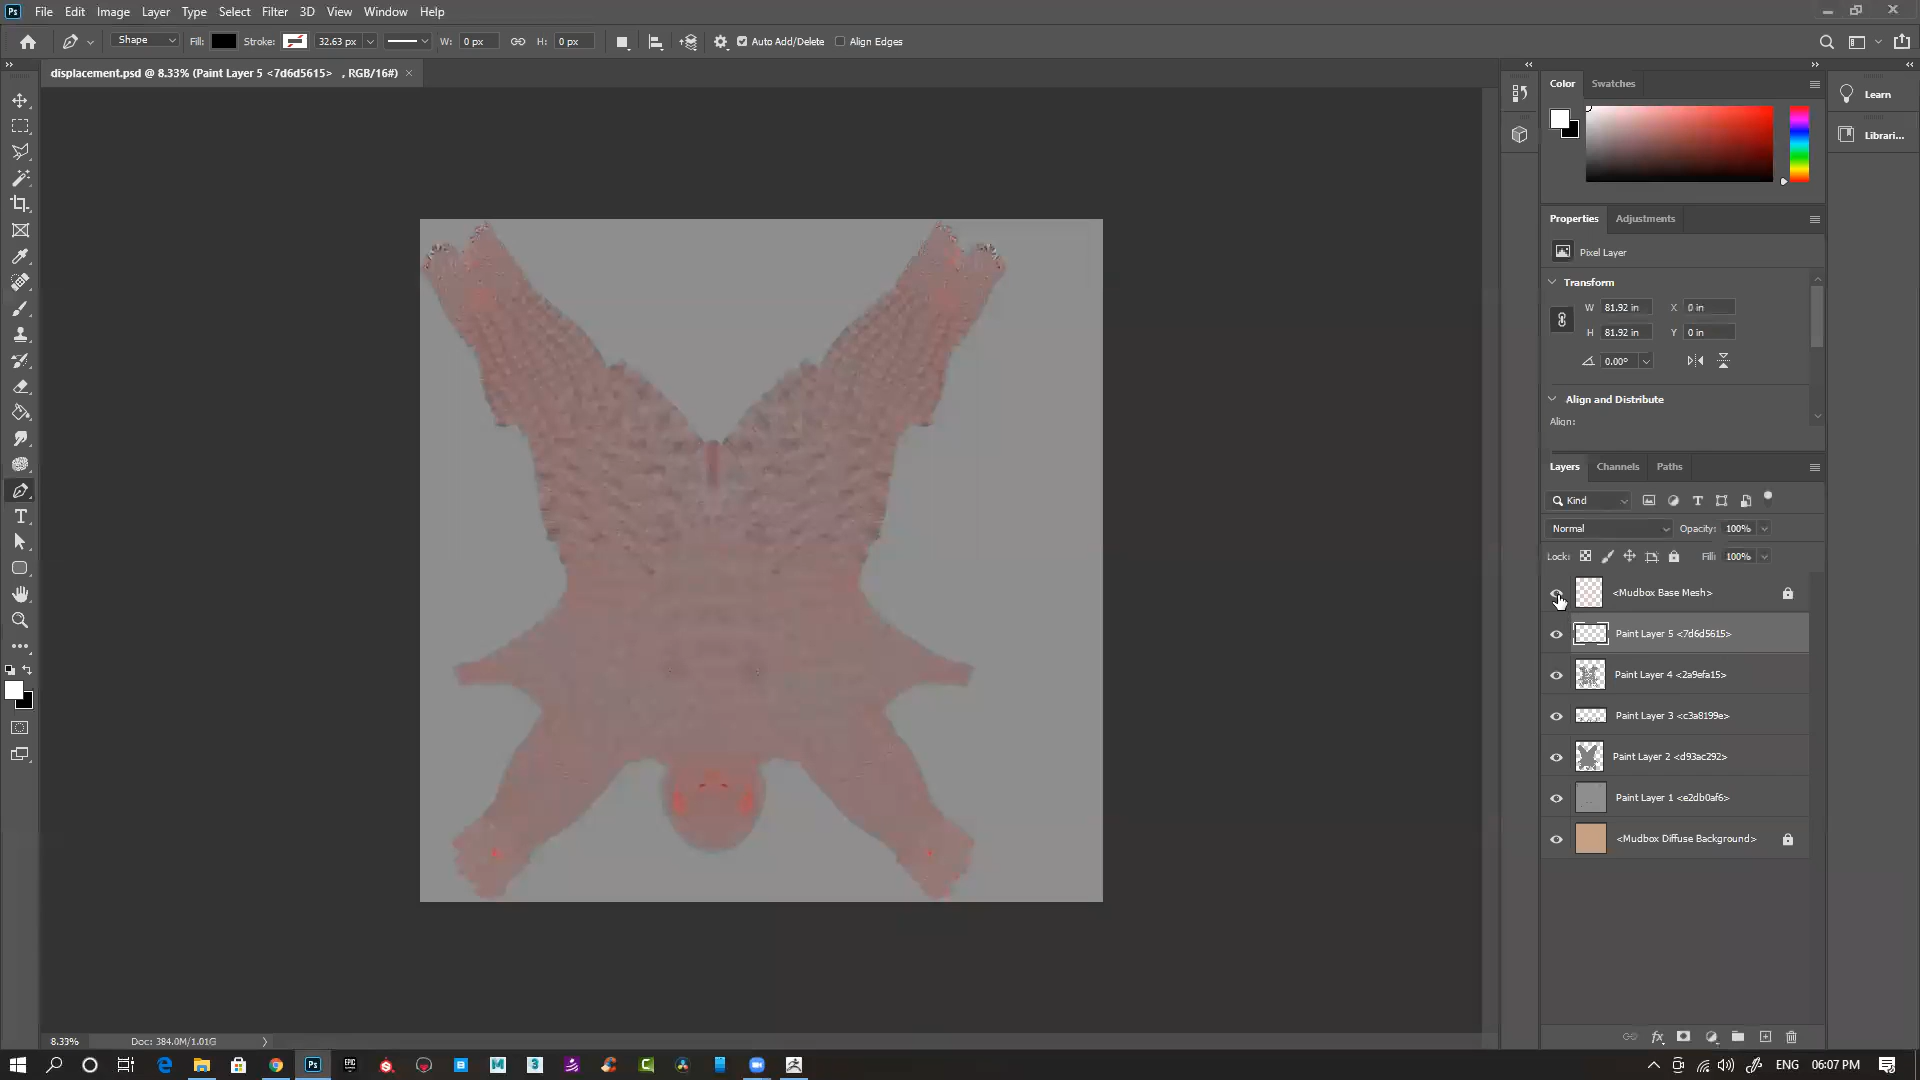 Ps File Edit Image Layer Type Select Filter 3D View Window Help
Shape Fill: Stroke: 32.63 px W: 0 px H: 0 px Auto Add/Delete Align Edges
displacement.psd @ 8.33% (Paint Layer 5 <7d6d5615> , RGB/16#) ×
Color Swatches
Learn
Librari...
Properties Adjustments
Pixel Layer
Transform
W 81.92 in X 0 in
H 81.92 in Y 0 in
0.00°
Align and Distribute
Align:
Layers Channels Paths
Kind
Normal Opacity: 100%
Lock: Fill: 100%
<Mudbox Base Mesh>
Paint Layer 5 <7d6d5615>
Paint Layer 4 <2a9efa15>
Paint Layer 3 <c3a8199e>
Paint Layer 2 <d93ac292>
Paint Layer 1 <e2db0af6>
<Mudbox Diffuse Background>
fx
8.33% Doc: 384.0M/1.01G
Ps EPIC M 3 C ENG 06:07 PM